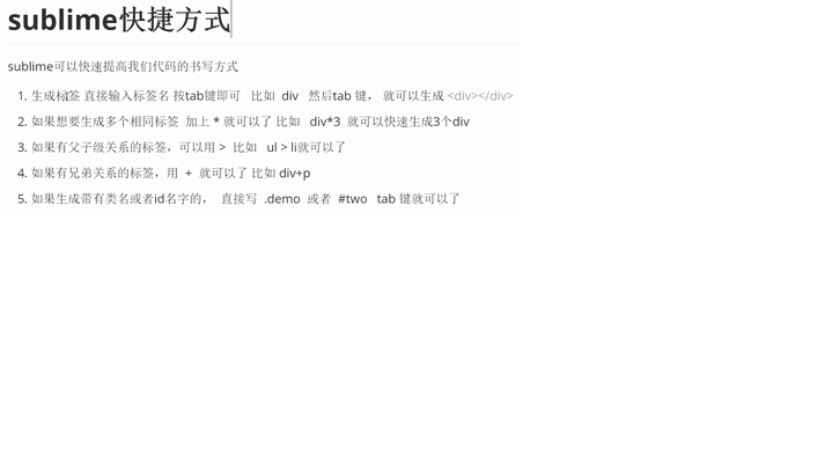 sublime快捷方式
sublime可以快速提高我们代码的书写方式
1. 生成标签 直接输入标签名 按tab键即可 比如 div 然后tab 键， 就可以生成 <div></div>
2. 如果想要生成多个相同标签 加上 * 就可以了 比如 div*3 就可以快速生成3个div
3. 如果有父子级关系的标签，可以用 > 比如 ul > li就可以了
4. 如果有兄弟关系的标签，用 + 就可以了 比如 div+p
5. 如果生成带有类名或者id名字的， 直接写 .demo 或者 #two tab 键就可以了